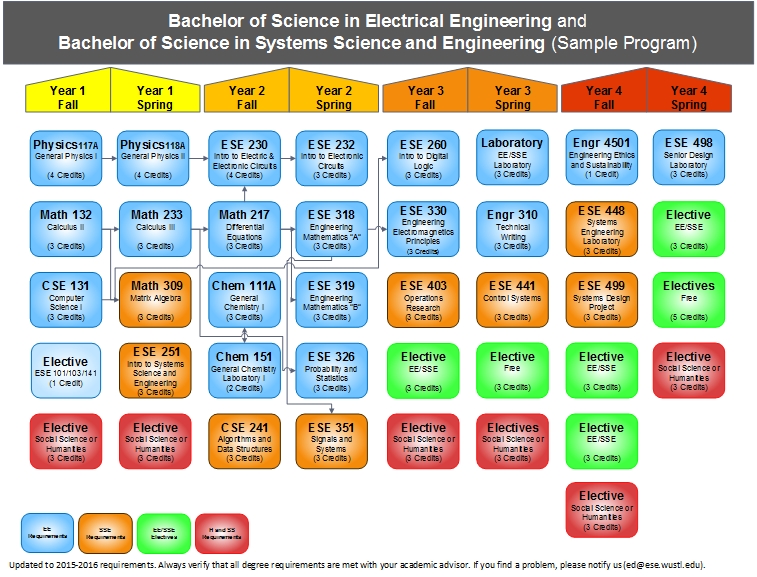 Bachelor of Science in Electrical Engineering and
Bachelor of Science in Systems Science and Engineering (Sample Program)
Year 1
Fall
Year 1
Spring
Year 2
Fall
Year 2
Spring
Year 3
Fall
Year 3
Spring
Year 4
Fall
Year 4
Spring
Physics117A
General Physics I
(4 Credits)
Physics118A
General Physics II
(4 Credits)
ESE 230
Intro to Electric &
Electronic Circuits
(4 Credits)
ESE 232
Intro to Electronic
Circuits
(3 Credits)
ESE 260
Intro to Digital
Logic
(3 Credits)
Laboratory
EE/SSE
Laboratory
(3 Credits)
Engr 4501
Engineering Ethics
and Sustainability
(1 Credit)
ESE 498
Senior Design
Laboratory
(3 Credits)
Math 132
Calculus II
(3 Credits)
Math 233
Calculus III
(3 Credits)
Math 217
Differential
Equations
(3 Credits)
ESE 318
Engineering
Mathematics "A"
(3 Credits)
ESE 330
Engineering
Electromagnetics
Principles
(3 Credits)
Engr 310
Technical
Writing
(3 Credits)
ESE 448
Systems
Engineering
Laboratory
(3 Credits)
Elective
EE/SSE
(3 Credits)
CSE 131
Computer
Science I
(3 Credits)
Math 309
Matrix Algebra
(3 Credits)
Chem 111A
General
Chemistry I
(3 Credits)
ESE 319
Engineering
Mathematics "B"
(3 Credits)
ESE 403
Operations
Research
(3 Credits)
ESE 441
Control Systems
(3 Credits)
ESE 499
Systems Design
Project
(3 Credits)
Electives
Free
(5 Credits)
Elective
ESE 101/103/141
(1 Credit)
ESE 251
Intro to Systems
Science and
Engineering
(3 Credits)
Chem 151
General Chemistry
Laboratory I
(2 Credits)
ESE 326
Probability and
Statistics
(3 Credits)
Elective
EE/SSE
(3 Credits)
Elective
Free
(3 Credits)
Elective
EE/SSE
(3 Credits)
Elective
Social Science or
Humanities
(3 Credits)
Elective
Social Science or
Humanities
(3 Credits)
Elective
Social Science or
Humanities
(3 Credits)
CSE 241
Algorithms and
Data Structures
(3 Credits)
ESE 351
Signals and
Systems
(3 Credits)
Elective
Social Science or
Humanities
(3 Credits)
Electives
Social Science or
Humanities
(3 Credits)
Elective
EE/SSE
(3 Credits)
Elective
Social Science or
Humanities
(3 Credits)
EE
Requirements
SSE
Requirements
EE/SSE
Electives
H and SS
Requirements
Updated to 2015-2016 requirements. Always verify that all degree requirements are met with your academic advisor. If you find a problem, please notify us (ed@ese.wustl.edu).